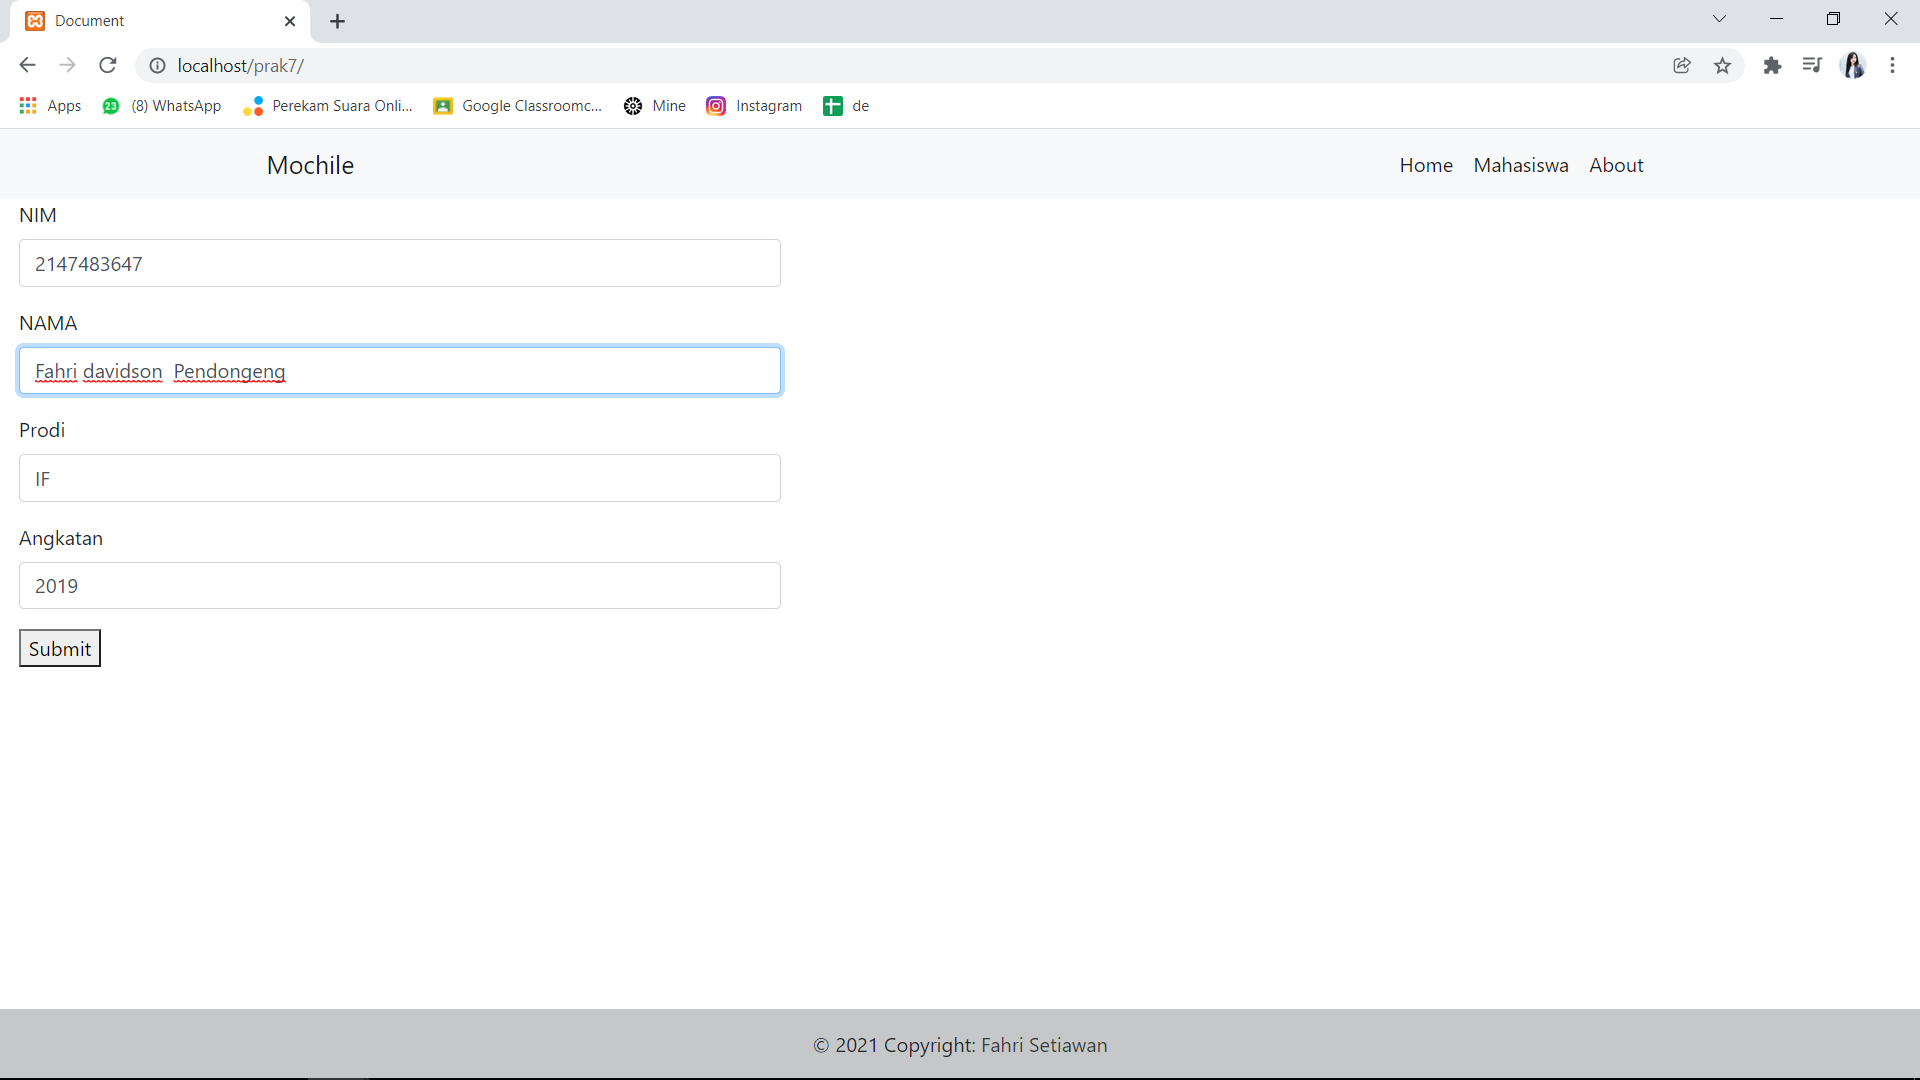 Document
localhost/prak7/
Apps
23
(8) WhatsApp
Perekam Suara Onli...
Google Classroomc...
Mine
Instagram
de
Mochile
Home
Mahasiswa
About
NIM
2147483647
NAMA
Fahri davidson  Pendongeng
Prodi
IF
Angkatan
2019
Submit
© 2021 Copyright: Fahri Setiawan